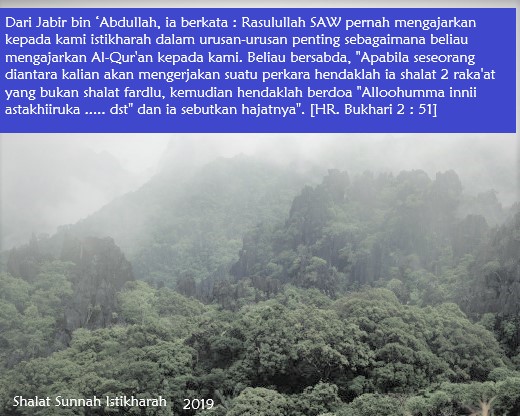 Dari Jabir bin ‘Abdullah, ia berkata : Rasulullah SAW pernah mengajarkan
kepada kami istikharah dalam urusan-urusan penting sebagaimana beliau
mengajarkan Al-Qur'an kepada kami. Beliau bersabda, "Apabila seseorang
diantara kalian akan mengerjakan suatu perkara hendaklah ia shalat 2 raka'at
yang bukan shalat fardlu, kemudian hendaklah berdoa "Alloohumma innii
astakhiiruka ..... dst" dan ia sebutkan hajatnya". [HR. Bukhari 2 : 51]
Shalat Sunnah Istikharah 2019